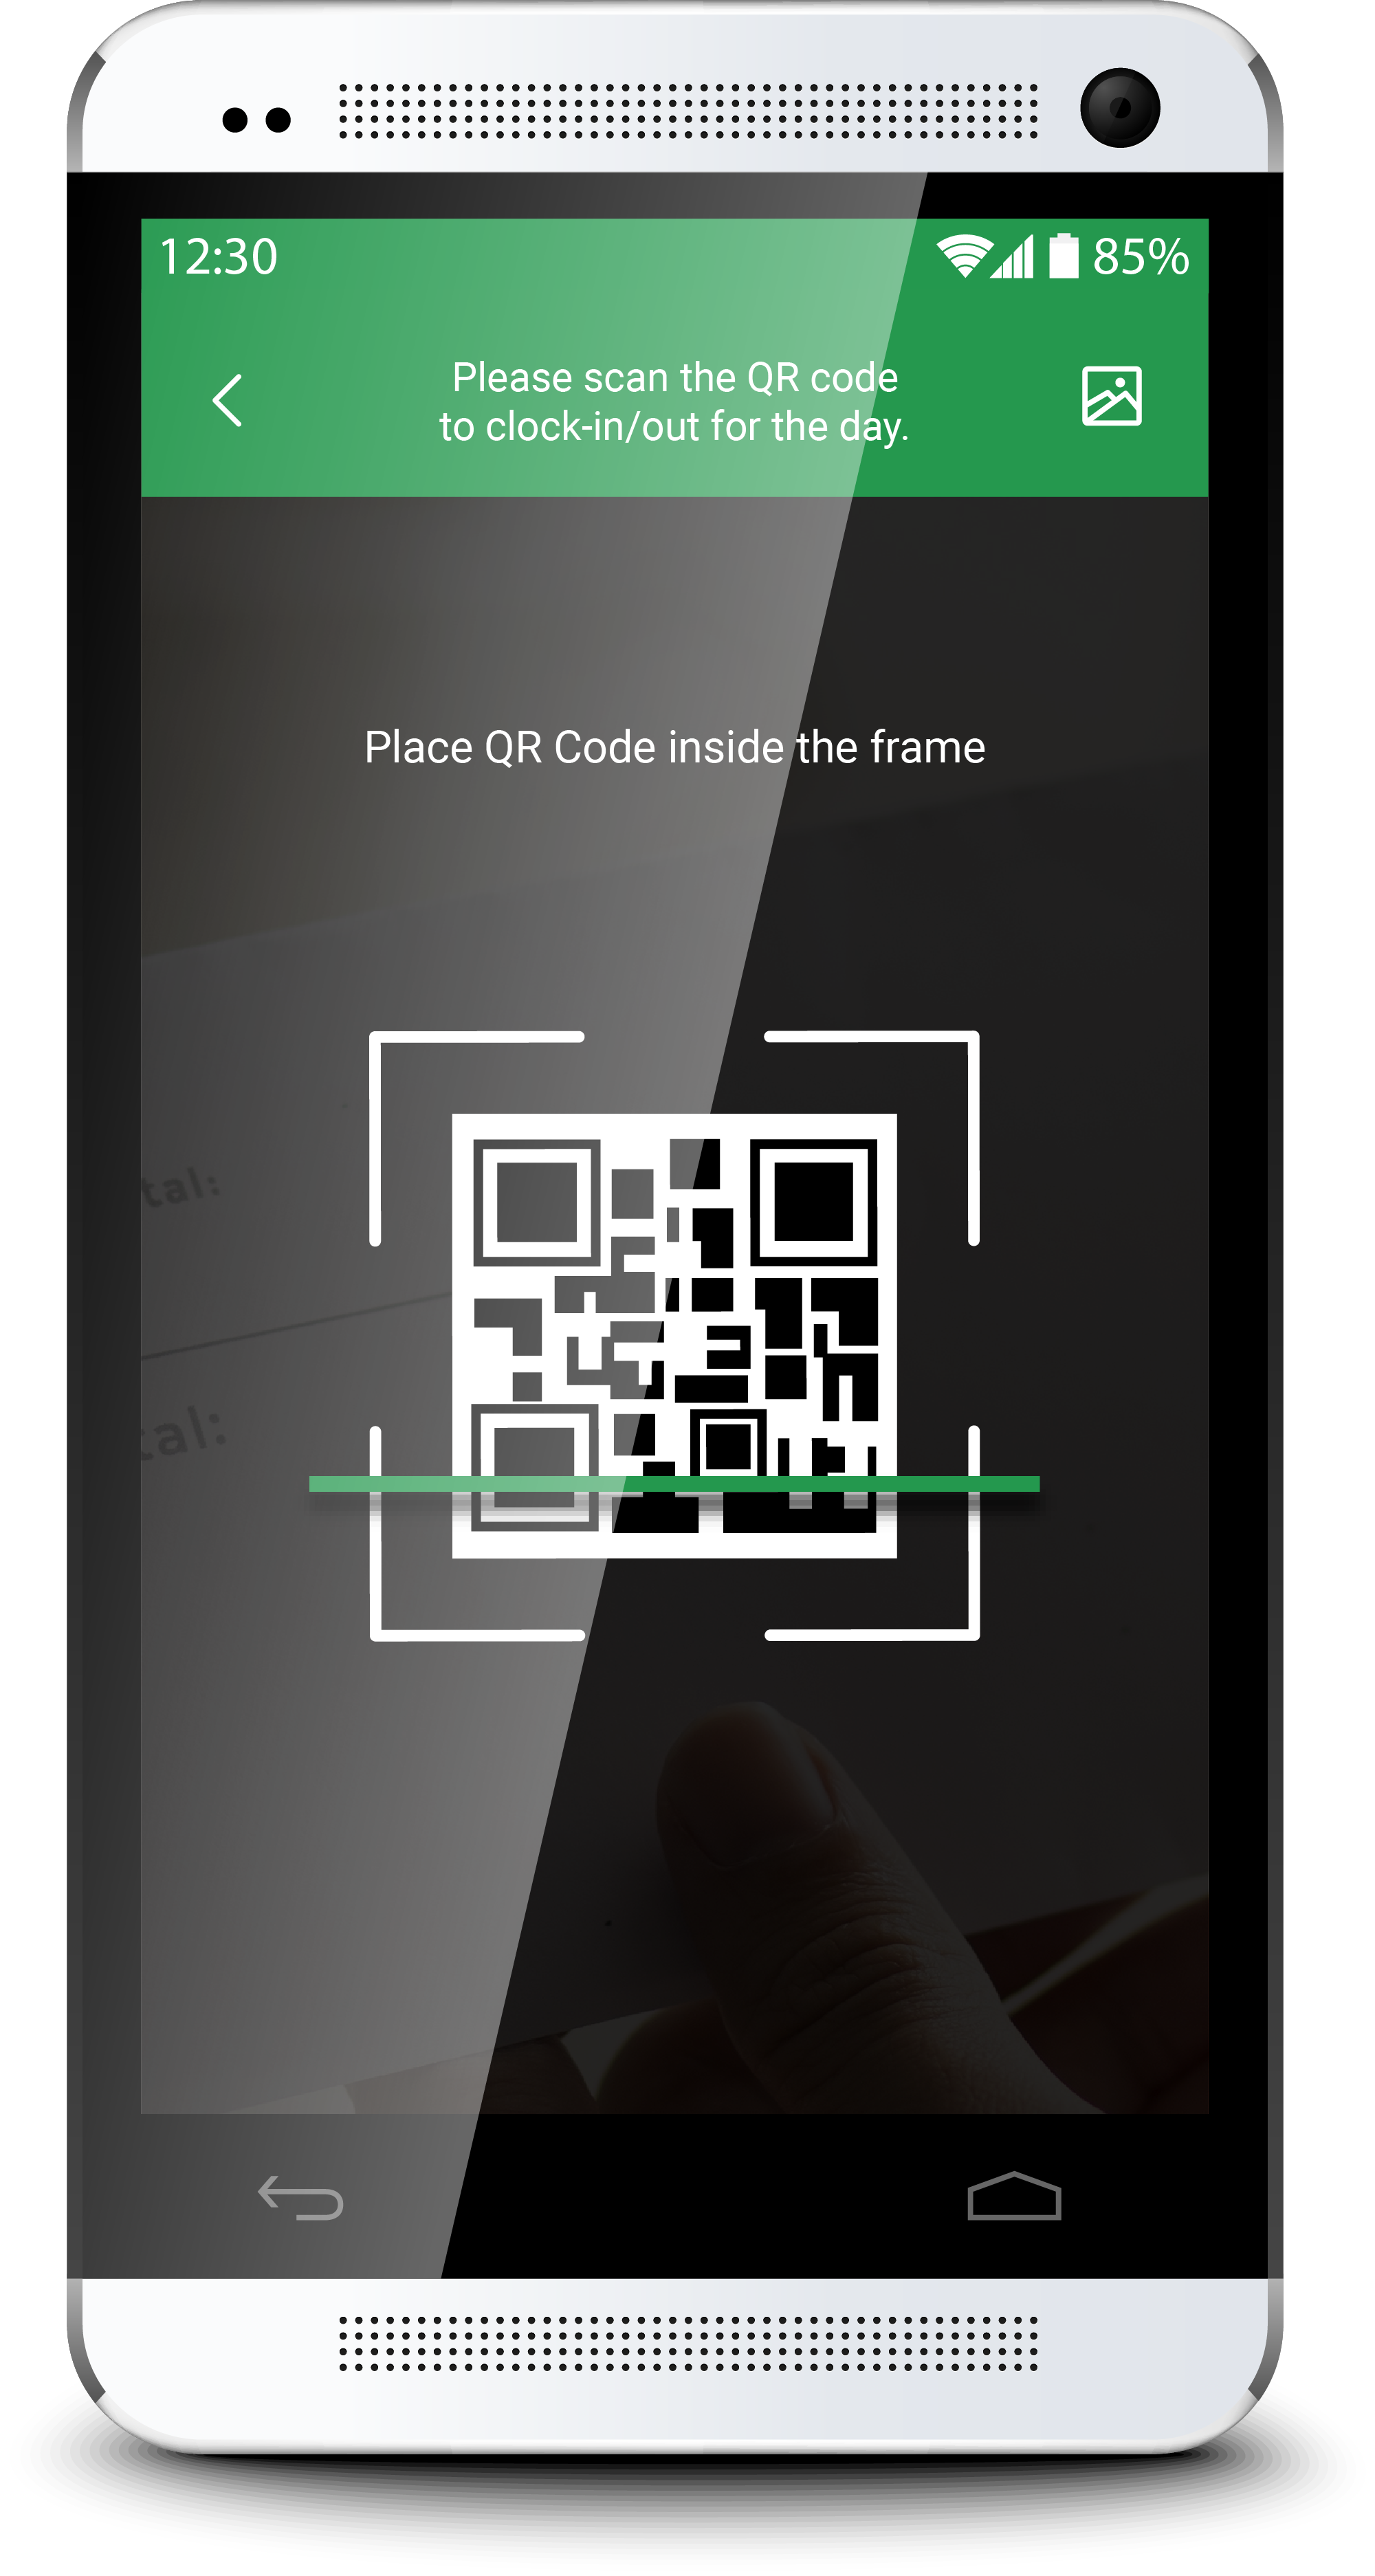 12:30 85%
Please scan the QR code
to clock-in/out for the day.
Place QR Code inside the frame
tal:
tal: